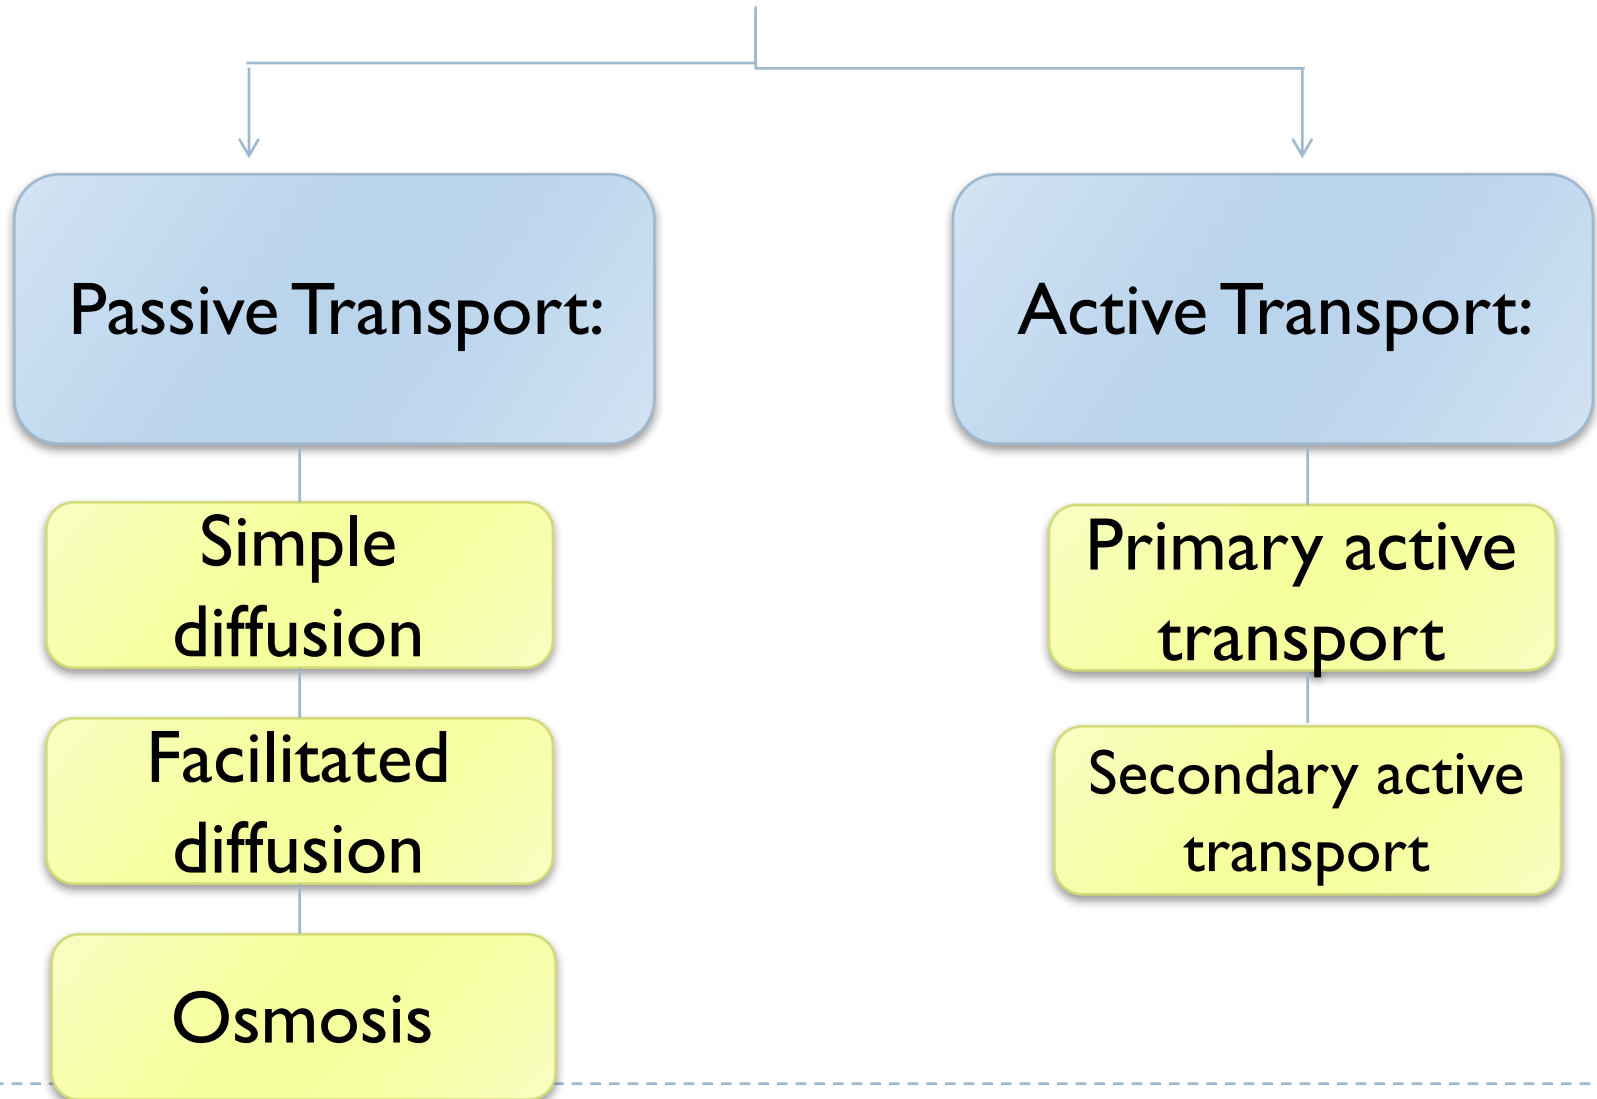 Passive Transport:
Simple
diffusion
Facilitated
diffusion
Osmosis
Active Transport:
Primary active
transport
Secondary active
transport